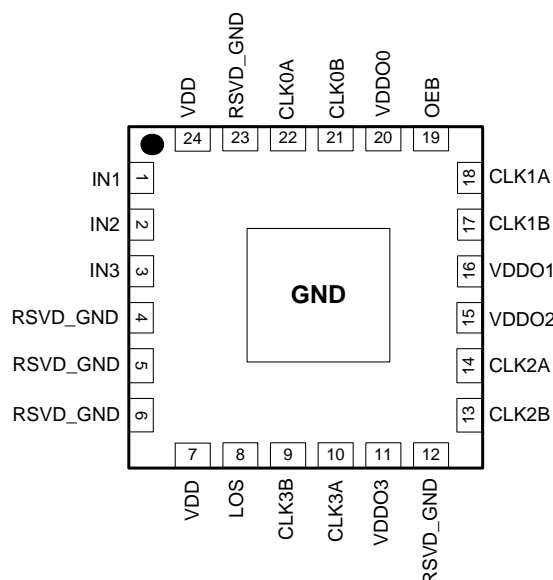 VDD
RSVD_GND
CLK0A
CLK0B
VDDO0
OEB
24
23
22
21
20
19
IN1
1
18
CLK1A
IN2
2
17
CLK1B
IN3
3
16
VDDO1
RSVD_GND
4
15
VDDO2
RSVD_GND
5
14
CLK2A
RSVD_GND
6
13
CLK2B
GND
7
8
9
10
11
12
VDD
LOS
CLK3B
CLK3A
VDDO3
RSVD_GND